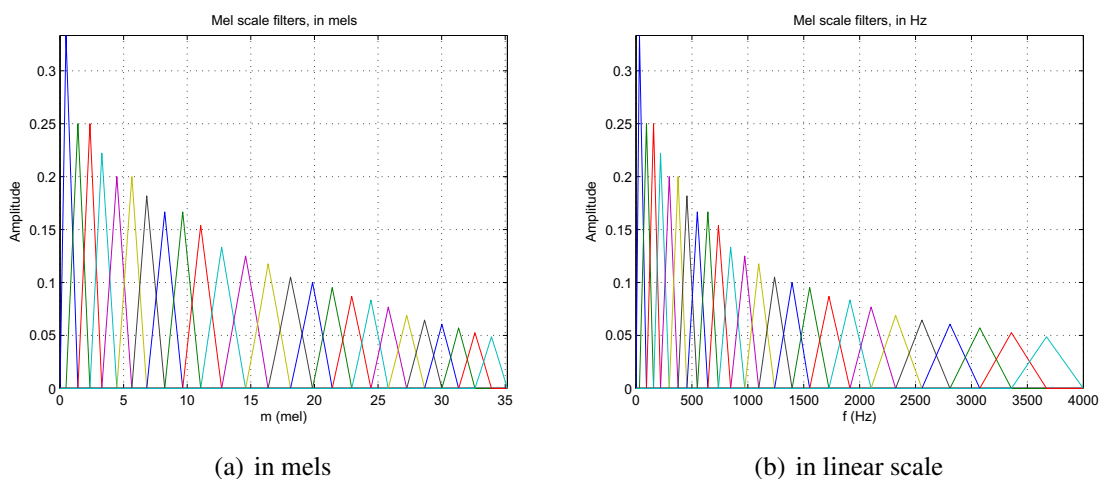 Mel scale filters, in mels
0.3
0.25
0.2
0.15
0.1
0.05
0
Amplitude
0 5 10 15 20 25 30 35
m (mel)
(a) in mels
Mel scale filters, in Hz
0.3
0.25
0.2
0.15
0.1
0.05
0
Amplitude
0 500 1000 1500 2000 2500 3000 3500 4000
f (Hz)
(b) in linear scale